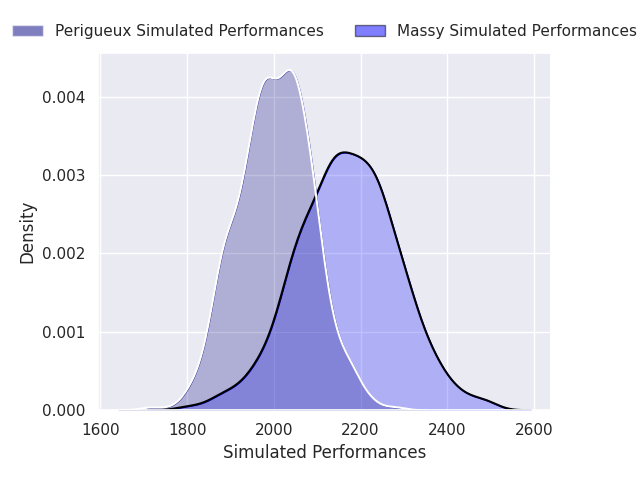 Perigueux Simulated Performances
Massy Simulated Performances
0.004
0.003
0.002
0.001
0.000
Density
1600 1800 2000 2200 2400 2600
Simulated Performances